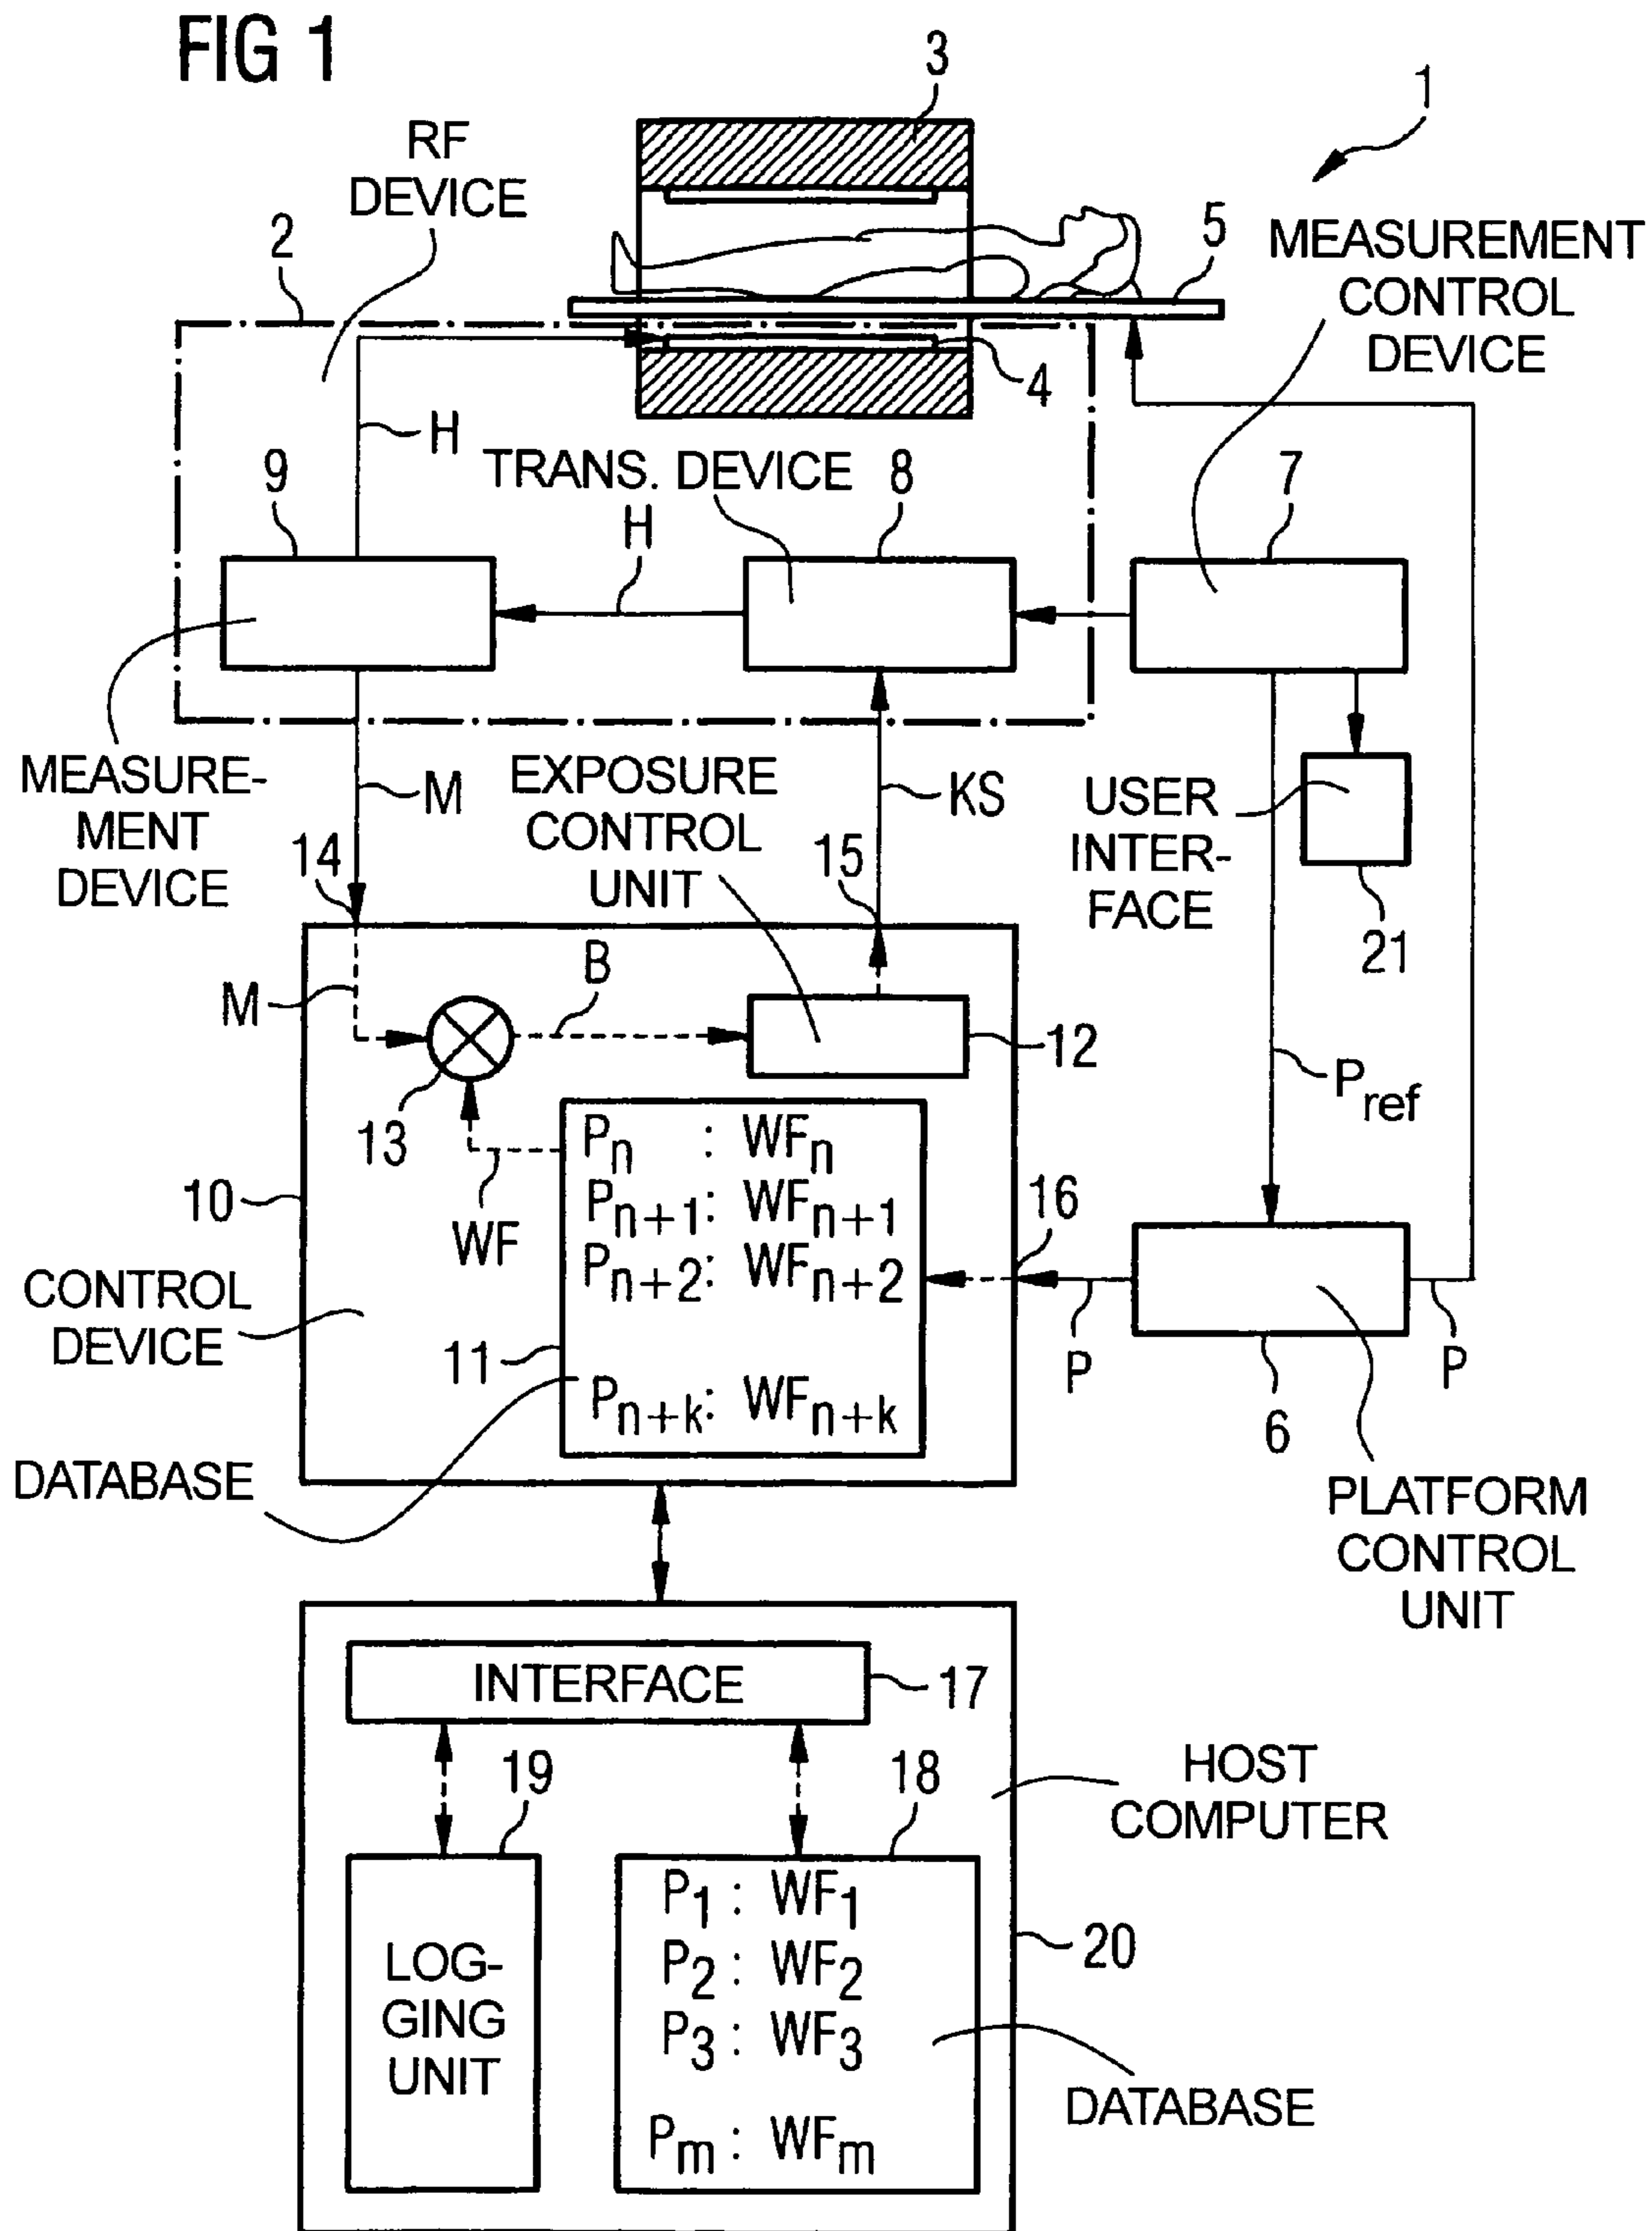 FIG 1
3
1
RF
DEVICE
2
5
MEASUREMENT
CONTROL
DEVICE
4
H
9
TRANS. DEVICE
8
7
H
MEASURE-
MENT
DEVICE
M
EXPOSURE
CONTROL
UNIT
KS
USER
INTER-
FACE
14
15
21
M
B
12
13
Pref
Pn : WFn
Pn+1: WFn+1
Pn+2: WFn+2
Pn+k: WFn+k
10
WF
16
CONTROL
DEVICE
11
P
P
6
DATABASE
PLATFORM
CONTROL
UNIT
INTERFACE
17
19
18
HOST
COMPUTER
LOG-
GING
UNIT
P1 : WF1
P2 : WF2
P3 : WF3
Pm : WFm
20
DATABASE